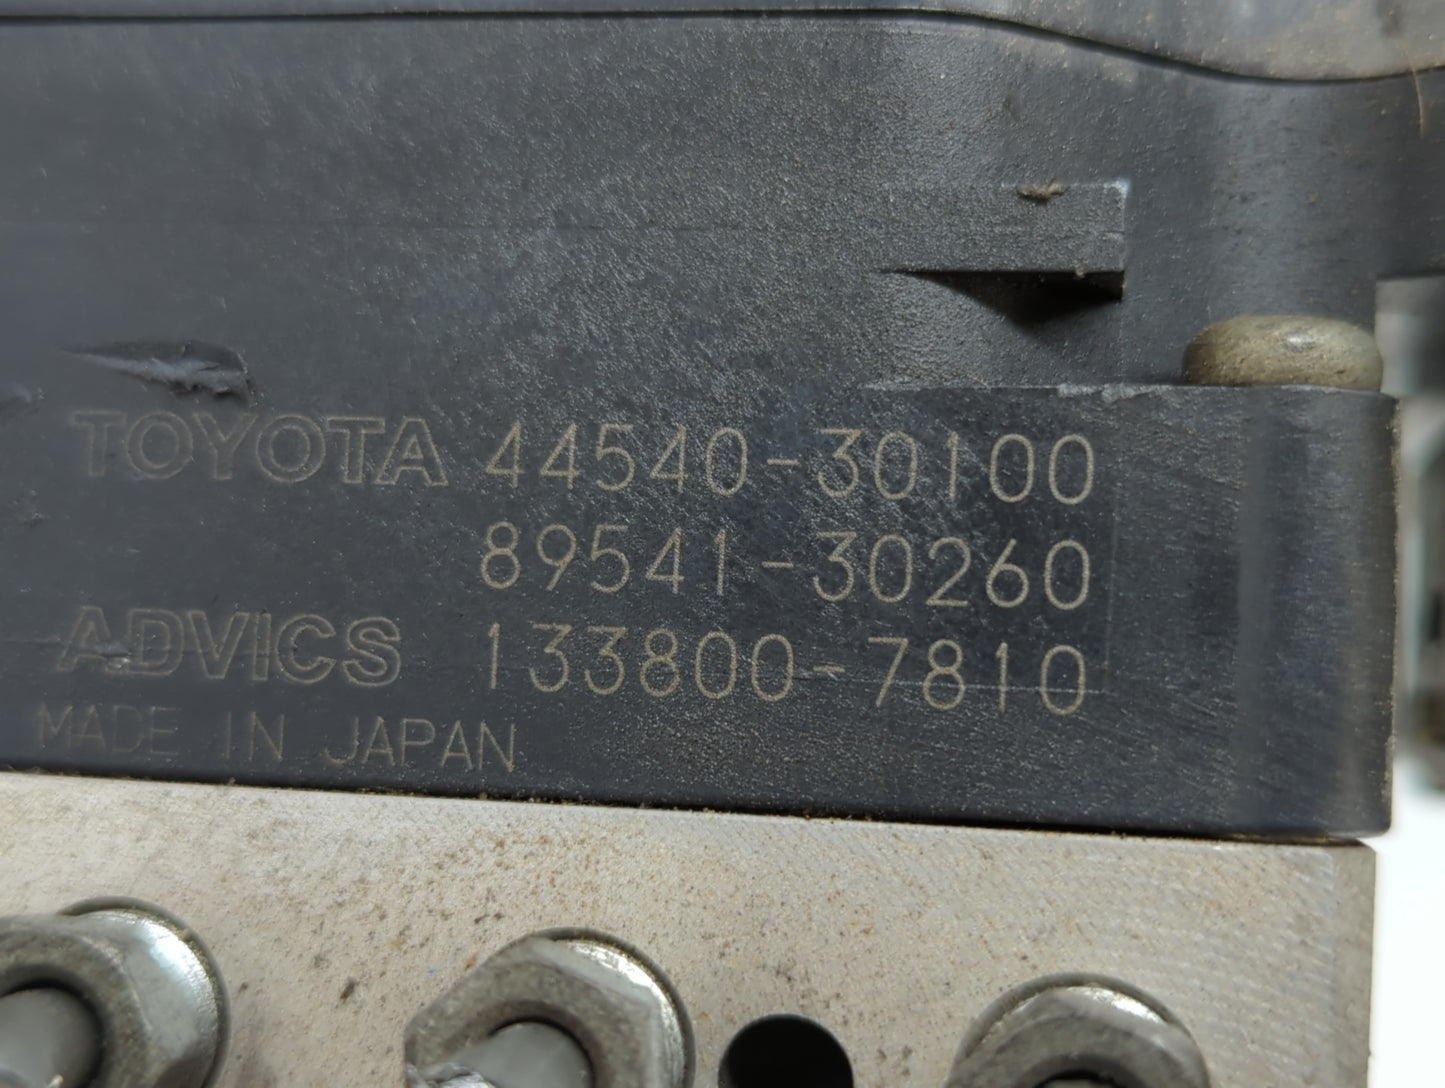 TOYOTA 44540-30100
89541-30260
ADVICS 133800-7810
MADE IN JAPAN